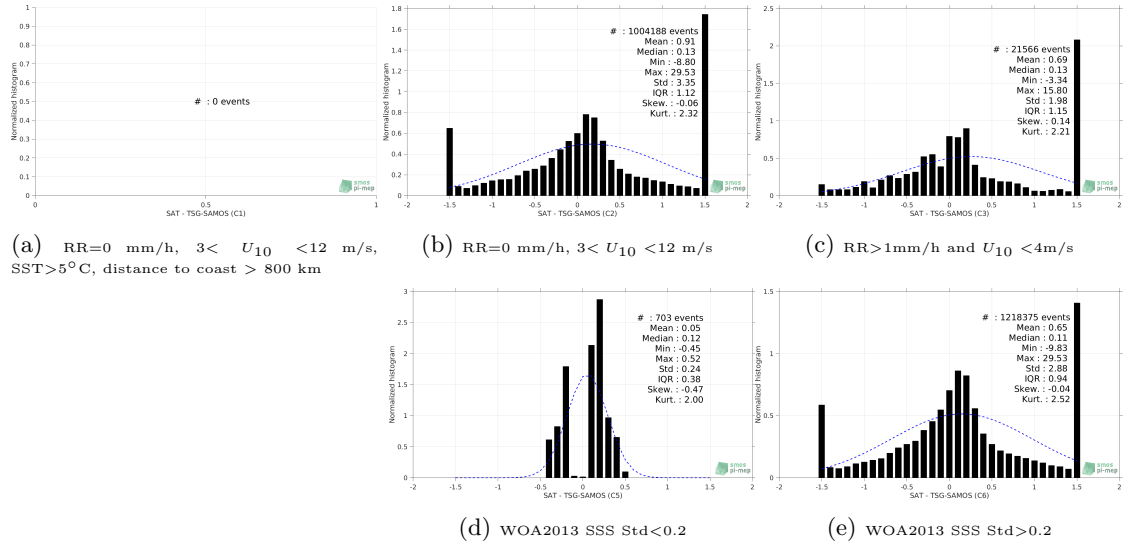 1
0.9
0.8
0.7
0.6
0.5
0.4
0.3
0.2
0.1
0
Normalized histogram
# : 0 events
smos
pi-mep
0 0.5 1
SAT - TSG-SAMOS (C1)
(a) RR=0 mm/h, 3< U10 <12 m/s,
SST>5°C, distance to coast > 800 km
1.8
1.6
1.4
1.2
1
0.8
0.6
0.4
0.2
0
Normalized histogram
# : 1004188 events
Mean : 0.91
Median : 0.13
Min : -8.80
Max : 29.53
Std : 3.35
IQR : 1.12
Skew. : -0.06
Kurt. : 2.32
smos
pi-mep
-2 -1.5 -1 -0.5 0 0.5 1 1.5 2
SAT - TSG-SAMOS (C2)
(b) RR=0 mm/h, 3< U10 <12 m/s
2.5
2
1.5
1
0.5
0
Normalized histogram
# : 21566 events
Mean : 0.69
Median : 0.13
Min : -3.34
Max : 15.80
Std : 1.98
IQR : 1.15
Skew. : 0.14
Kurt. : 2.21
smos
pi-mep
-2 -1.5 -1 -0.5 0 0.5 1 1.5 2
SAT - TSG-SAMOS (C3)
(c) RR>1mm/h and U10 <4m/s
3
2.5
2
1.5
1
0.5
0
Normalized histogram
# : 703 events
Mean : 0.05
Median : 0.12
Min : -0.45
Max : 0.52
Std : 0.24
IQR : 0.38
Skew. : -0.47
Kurt. : 2.00
smos
pi-mep
-2 -1.5 -1 -0.5 0 0.5 1 1.5 2
SAT - TSG-SAMOS (C5)
(d) WOA2013 SSS Std<0.2
1.5
1
0.5
0
Normalized histogram
# : 1218375 events
Mean : 0.65
Median : 0.11
Min : -9.83
Max : 29.53
Std : 2.88
IQR : 0.94
Skew. : -0.04
Kurt. : 2.52
smos
pi-mep
-2 -1.5 -1 -0.5 0 0.5 1 1.5 2
SAT - TSG-SAMOS (C6)
(e) WOA2013 SSS Std>0.2